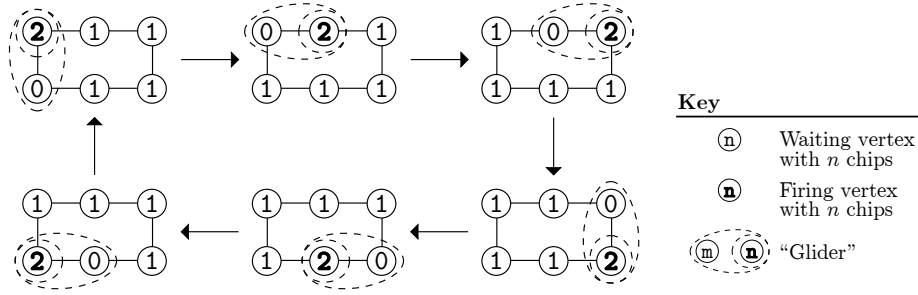 2 1 1
0 1 1
0 2 1
1 1 1
1 0 2
1 1 1
1 1 1
2 0 1
1 1 1
1 2 0
1 1 0
1 1 2
Key
n Waiting vertex
with n chips
n Firing vertex
with n chips
m n “Glider”